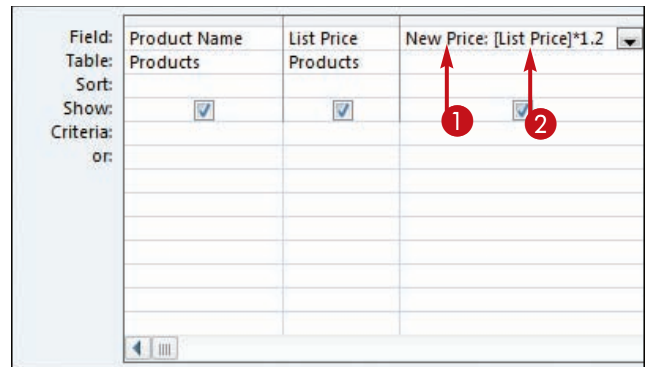 Field: Product Name List Price New Price: [List Price]*1.2
Table: Products Products
Sort:
Show:
1 2
Criteria:
or: